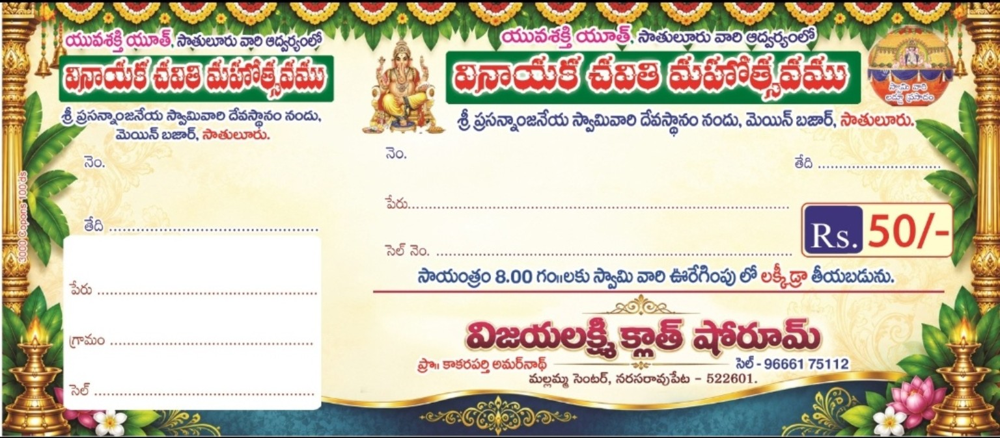 యువశక్తి యూత్, సాతులూరు వారి ఆద్వర్యంలో
వినాయక చవితి మహోత్సవము
శ్రీ ప్రసన్నాంజనేయ స్వామివారి దేవస్థానం నందు,
మెయిన్ బజార్, సాతులూరు.
నెం.
తేది
పేరు
గ్రామం
సెల్
3000 Copons 100'ds
యువశక్తి యూత్, సాతులూరు వారి ఆద్వర్యంలో
వినాయక చవితి మహోత్సవము
స్వామి వారి
లడ్డూ ప్రసాదం
శ్రీ ప్రసన్నాంజనేయ స్వామివారి దేవస్థానం నందు, మెయిన్ బజార్, సాతులూరు.
నెం.
తేది
పేరు
Rs. 50/-
సెల్ నెం.
సాయంత్రం 8.00 గం॥లకు స్వామి వారి ఊరేగింపు లో లక్కీడ్రా తీయబడును.
విజయలక్ష్మీ క్లాత్ షోరూమ్
ప్రొ॥ కాకరపర్తి అమర్‌నాథ్ సెల్ - 96661 75112
మల్లమ్మ సెంటర్, నరసరావుపేట - 522601.